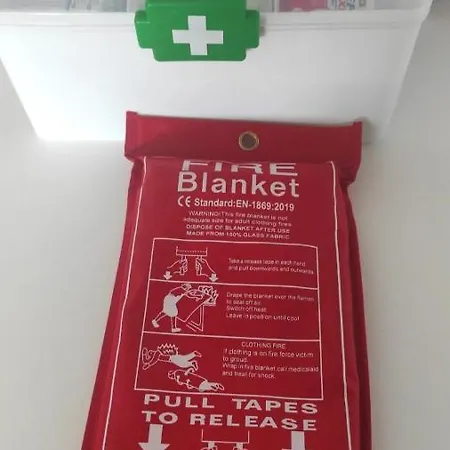 FIRE
Blanket
CE Standard:EN-1869:2019
WARNING!This fire blanket is not
adequate size for adult clothing fires
DISPOSE OF BLANKET AFTER USE
MADE FROM 100% GLASS FABRIC
Take a release tape in each hand
and pull downwards and outwards
Drape the blanket over the flames
to seal off air
Switch off heat
Leave in position until cool
CLOTHING FIRE
If clothing is on fire force victim
to groud.
Wrap in fire blanket call medicalaid
and treat for shock.
PULL TAPES
TO RELEASE